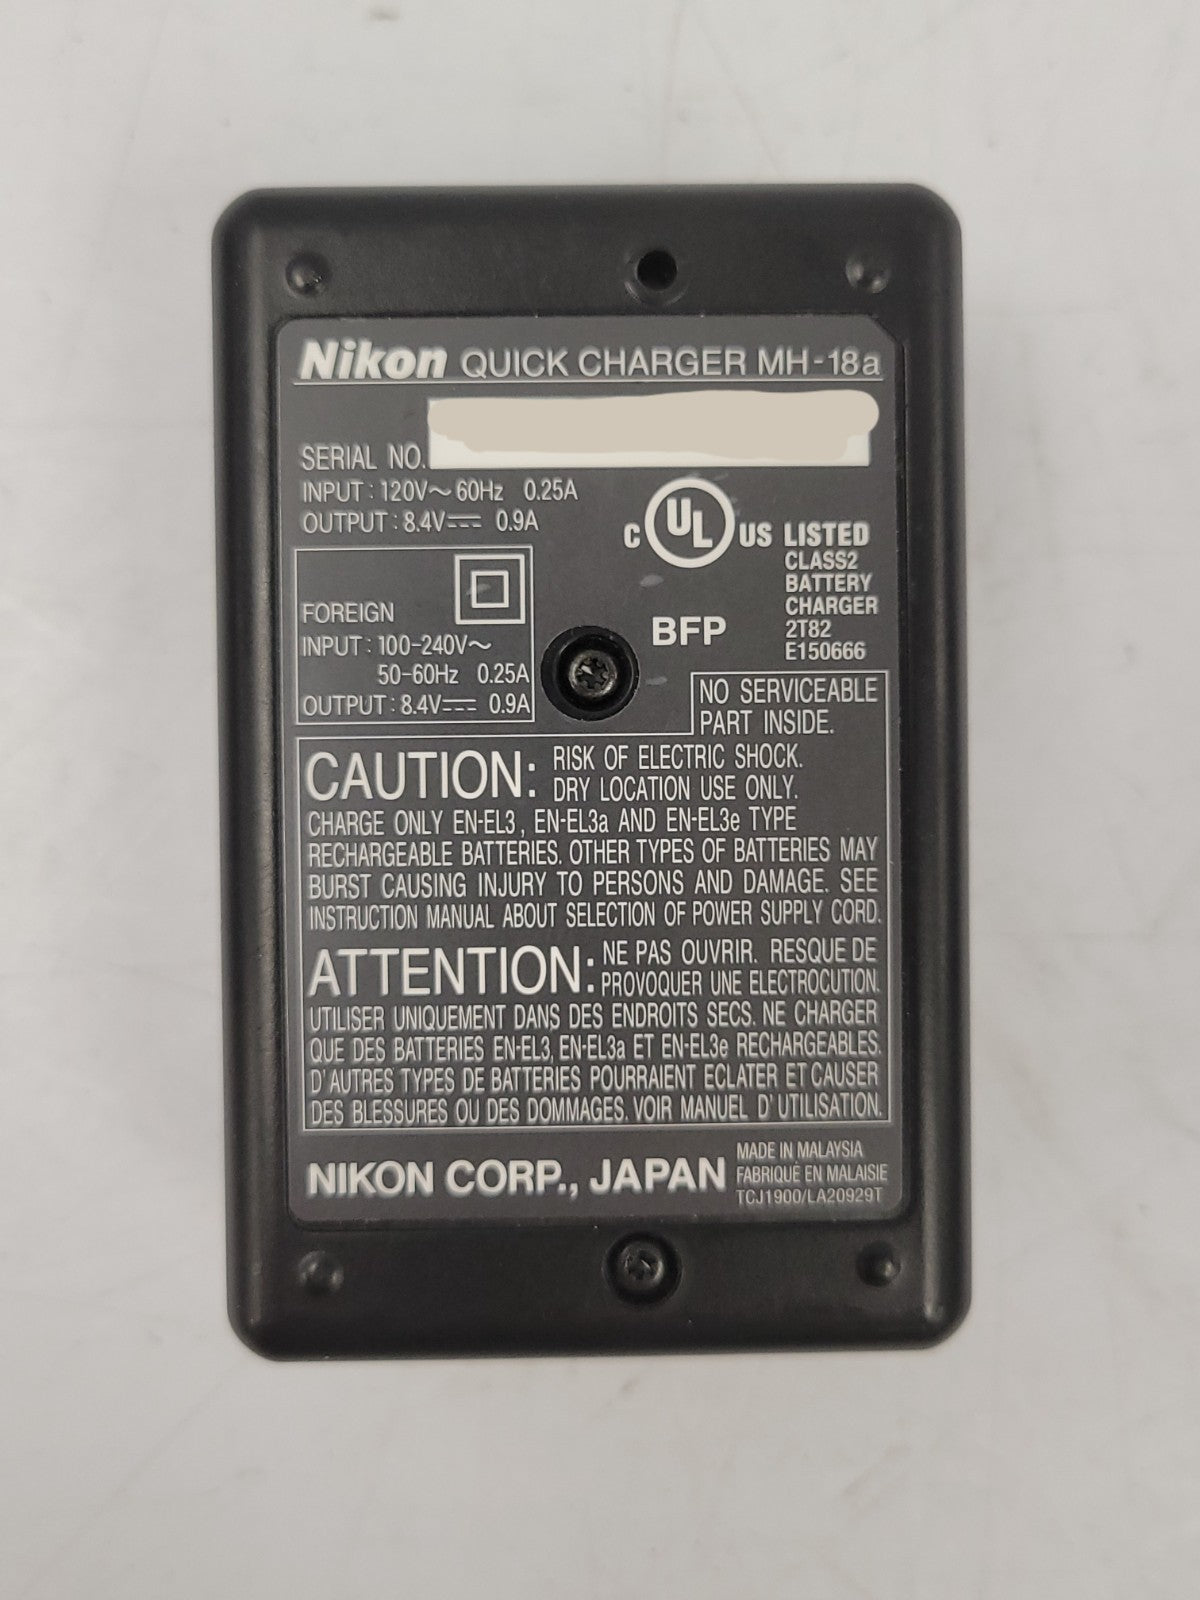 Nikon QUICK CHARGER MH-18a
SERIAL NO.
INPUT : 120V~ 60Hz 0.25A
OUTPUT : 8.4V⎓ 0.9A
C UL US LISTED
CLASS2
BATTERY
CHARGER
2T82
E150666
BFP
FOREIGN
INPUT : 100-240V~
50-60Hz 0.25A
OUTPUT : 8.4V⎓ 0.9A
NO SERVICEABLE
PART INSIDE.
CAUTION: RISK OF ELECTRIC SHOCK.
DRY LOCATION USE ONLY.
CHARGE ONLY EN-EL3, EN-EL3a AND EN-EL3e TYPE
RECHARGEABLE BATTERIES. OTHER TYPES OF BATTERIES MAY
BURST CAUSING INJURY TO PERSONS AND DAMAGE. SEE
INSTRUCTION MANUAL ABOUT SELECTION OF POWER SUPPLY CORD.
ATTENTION: NE PAS OUVRIR. RESQUE DE
PROVOQUER UNE ELECTROCUTION.
UTILISER UNIQUEMENT DANS DES ENDROITS SECS. NE CHARGER
QUE DES BATTERIES EN-EL3, EN-EL3a ET EN-EL3e RECHARGEABLES.
D'AUTRES TYPES DE BATTERIES POURRAIENT ECLATER ET CAUSER
DES BLESSURES OU DES DOMMAGES. VOIR MANUEL D'UTILISATION.
NIKON CORP., JAPAN
MADE IN MALAYSIA
FABRIQUÉ EN MALAISIE
TCJ1900/LA20929T